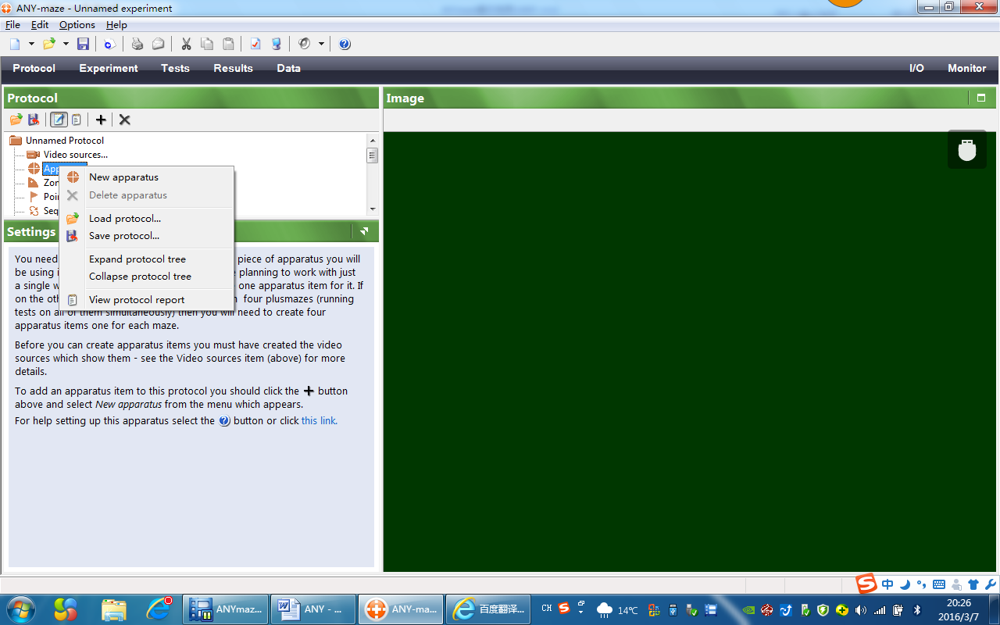 ANY-maze - Unnamed experiment
File Edit Options Help
Protocol Experiment Tests Results Data I/O Monitor
Protocol
Image
Unnamed Protocol
Video sources...
App
Zon
Poi
Seq
New apparatus
Delete apparatus
Load protocol...
Save protocol...
Expand protocol tree
Collapse protocol tree
View protocol report
Settings
You need piece of apparatus you will
be using i planning to work with just
a single w one apparatus item for it. If
on the oth four plusmazes (running
tests on all of them simultaneously) then you will need to create four
apparatus items one for each maze.
Before you can create apparatus items you must have created the video
sources which show them - see the Video sources item (above) for more
details.
To add an apparatus item to this protocol you should click the + button
above and select New apparatus from the menu which appears.
For help setting up this apparatus select the ? button or click this link.
中
ANYmaz...
ANY - ...
ANY-ma...
百度翻译...
CH
14℃
20:26
2016/3/7